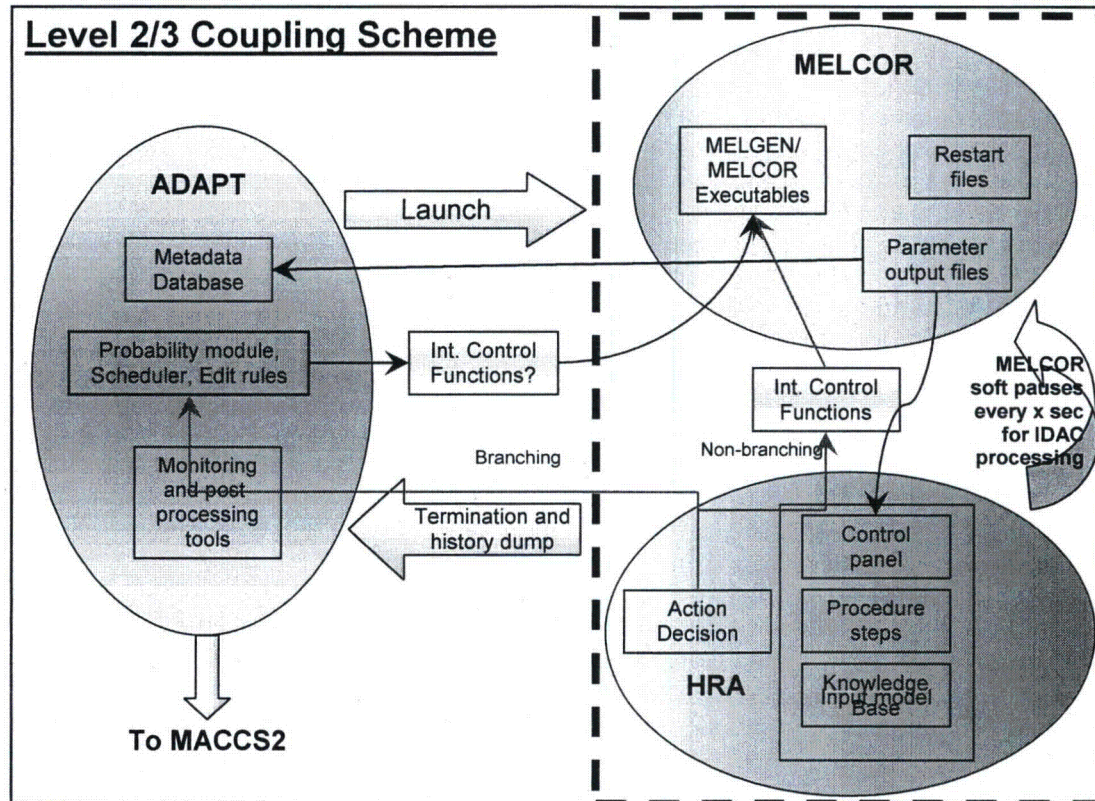 Level 2/3 Coupling Scheme
ADAPT
Metadata
Database
Probability module,
Scheduler, Edit rules
Monitoring
and post
processing
tools
To MACCS2
Launch
Int. Control
Functions?
Branching
Termination and
history dump
MELCOR
MELGEN/
MELCOR
Executables
Restart
files
Parameter
output files
Int. Control
Functions
Non-branching
MELCOR
soft pauses
every x sec
for IDAC
processing
Control
panel
Action
Decision
Procedure
steps
HRA
Knowledge
Input model
Base